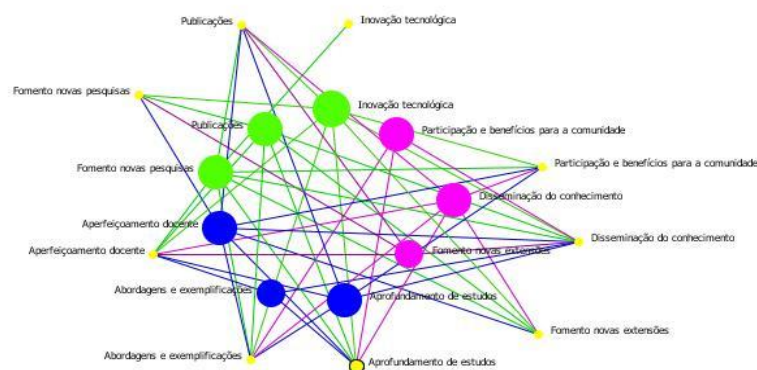 Publicações
Inovação tecnológica
Fomento novas pesquisas
Inovação tecnológica
Publicações
Participação e benefícios para a comunidade
Fomento novas pesquisas
Participação e benefícios para a comunidade
Disseminação do conhecimento
Aperfeiçoamento docente
Disseminação do conhecimento
Aperfeiçoamento docente
Fomento novas extensões
Abordagens e exemplificações
Aprofundamento de estudos
Fomento novas extensões
Abordagens e exemplificações
Aprofundamento de estudos